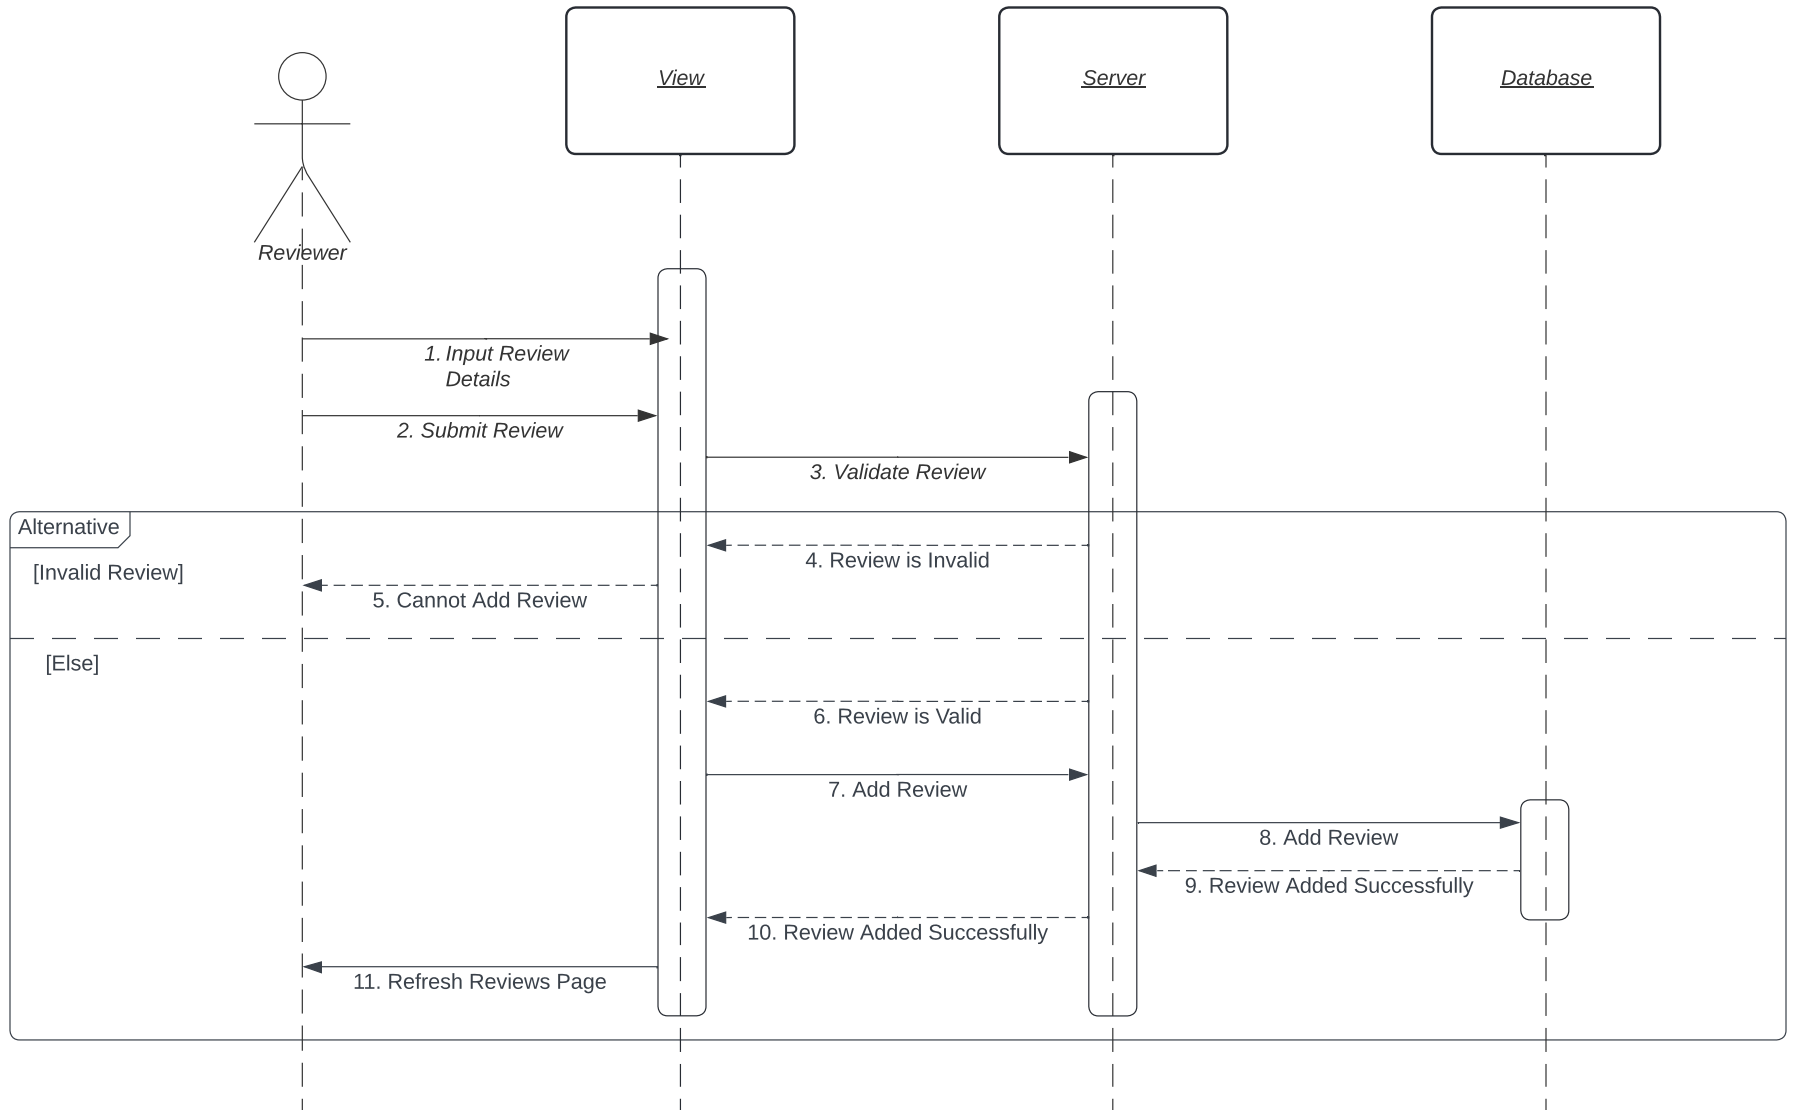 View
Server
Database
Reviewer
1. Input Review
Details
2. Submit Review
3. Validate Review
Alternative
4. Review is Invalid
[Invalid Review]
5. Cannot Add Review
[Else]
6. Review is Valid
7. Add Review
8. Add Review
9. Review Added Successfully
10. Review Added Successfully
11. Refresh Reviews Page